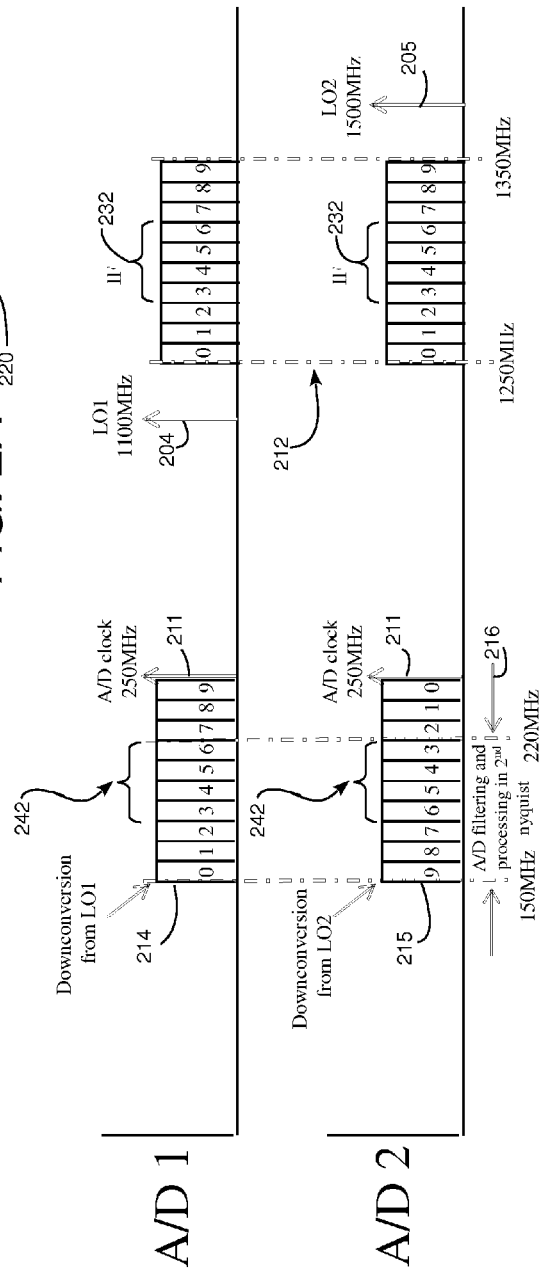 220
242
Downconversion
from LO1
214
A/D clock
250MHz
211
LO1
1100MHz
204
IF
232
0 1 2 3 4 5 6 7 8 9
0 1 2 3 4 5 6 7 8 9
A/D 1
212
242
Downconversion
from LO2
215
A/D clock
250MHz
211
IF
232
LO2
1500MHz
205
9 8 7 6 5 4 3 2 1 0
0 1 2 3 4 5 6 7 8 9
A/D 2
A/D filtering and
processing in 2nd
nyquist
216
150MHz
220MHz
1250MHz
1350MHz